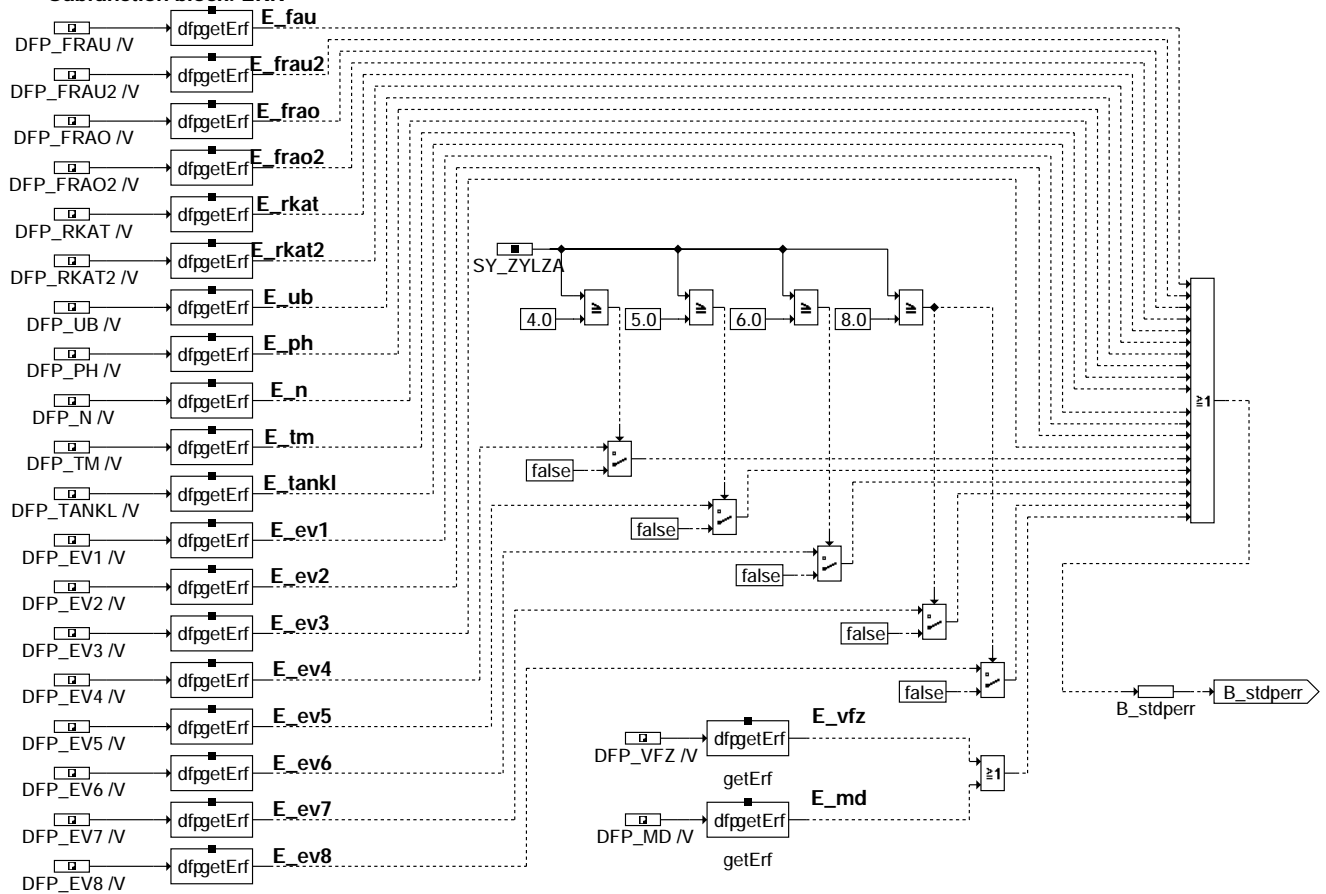 E_fau
dfpgetErf
DFP_FRAU /V
E_frau2
dfpgetErf
DFP_FRAU2 /V
E_frao
dfpgetErf
DFP_FRAO /V
E_frao2
dfpgetErf
DFP_FRAO2 /V
E_rkat
dfpgetErf
DFP_RKAT /V
E_rkat2
dfpgetErf
DFP_RKAT2 /V
E_ub
dfpgetErf
DFP_UB /V
E_ph
dfpgetErf
DFP_PH /V
E_n
dfpgetErf
DFP_N /V
E_tm
dfpgetErf
DFP_TM /V
E_tankl
dfpgetErf
DFP_TANKL /V
E_ev1
dfpgetErf
DFP_EV1 /V
E_ev2
dfpgetErf
DFP_EV2 /V
E_ev3
dfpgetErf
DFP_EV3 /V
E_ev4
dfpgetErf
DFP_EV4 /V
E_ev5
dfpgetErf
DFP_EV5 /V
E_ev6
dfpgetErf
DFP_EV6 /V
E_ev7
dfpgetErf
DFP_EV7 /V
E_ev8
dfpgetErf
DFP_EV8 /V
SY_ZYLZA
4.0 ≥ 5.0 ≥ 6.0 ≥ 8.0 ≥
false
false
false
false
false
E_vfz
dfpgetErf
DFP_VFZ /V
getErf
E_md
dfpgetErf
DFP_MD /V
getErf
≥1
≥1
B_stdperr
B_stdperr